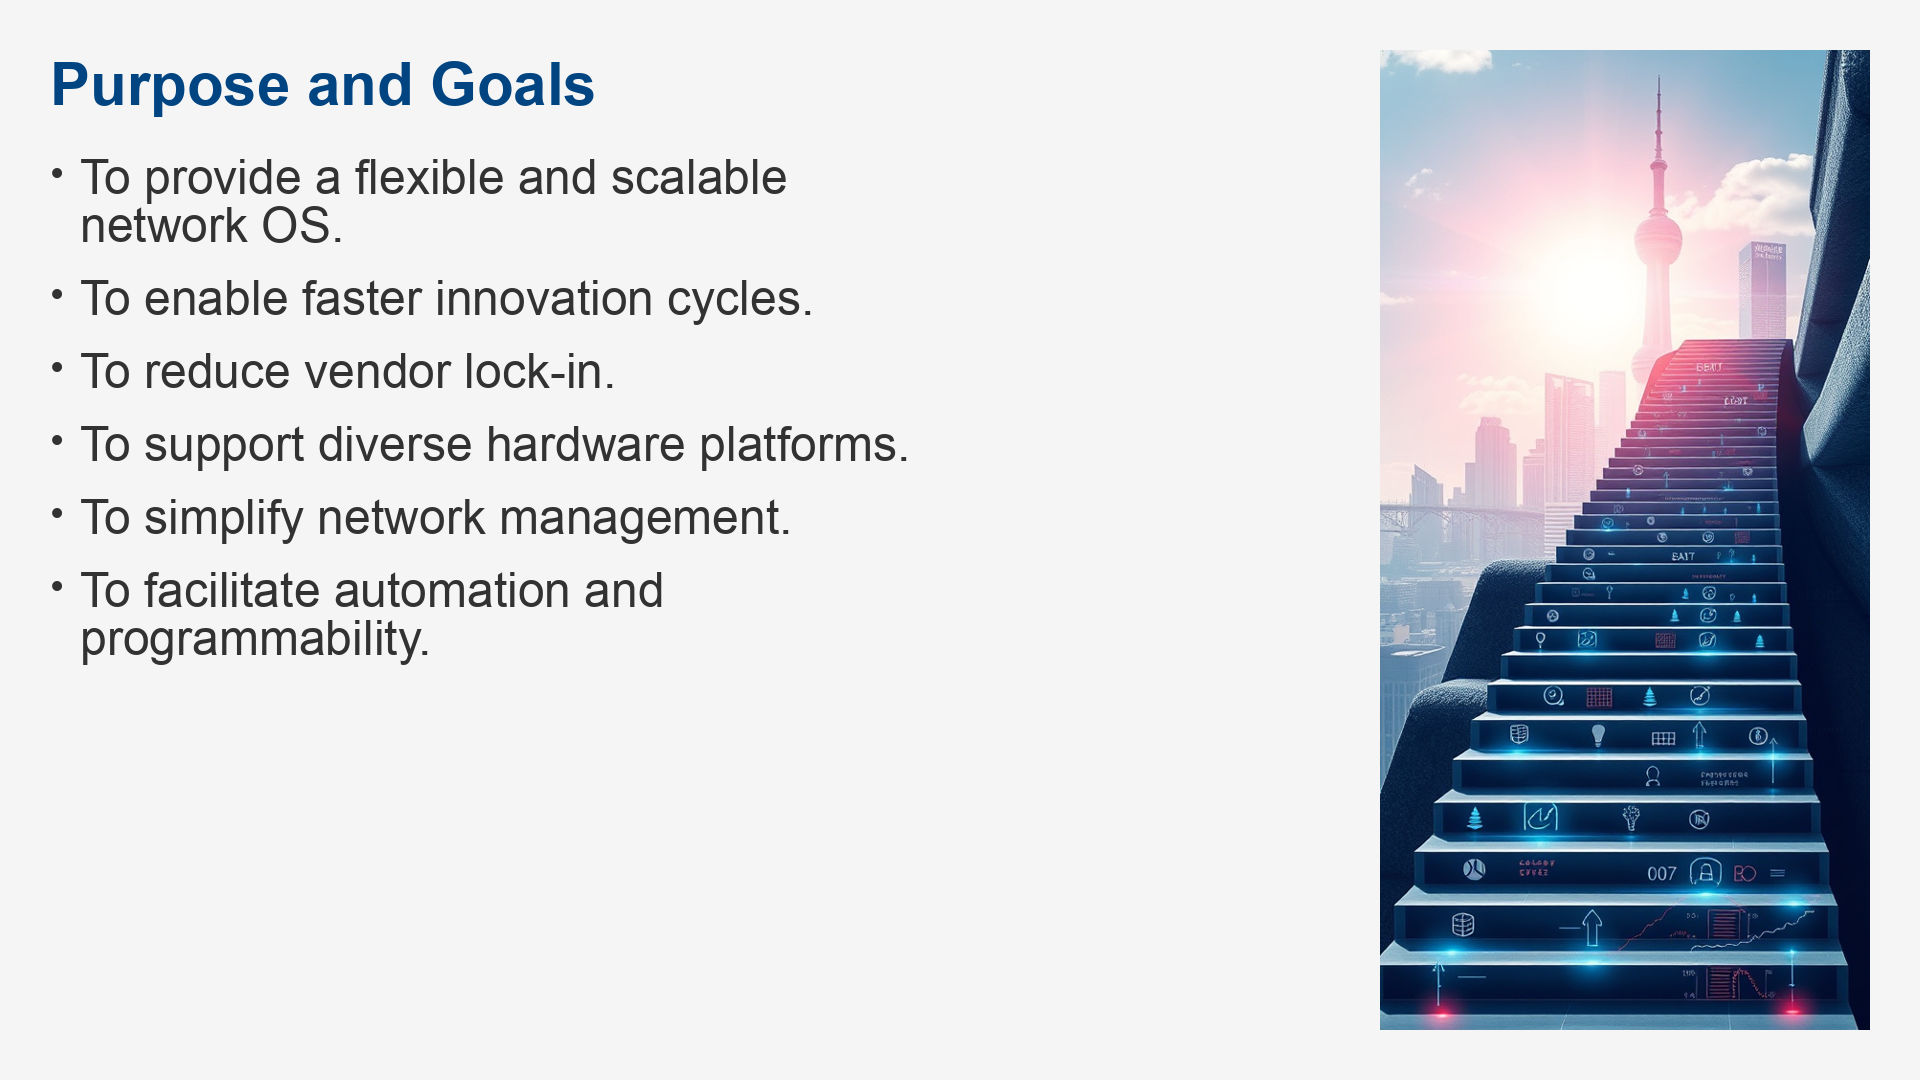 Purpose and Goals
• To provide a flexible and scalable
network OS.
• To enable faster innovation cycles.
• To reduce vendor lock-in.
• To support diverse hardware platforms.
• To simplify network management.
• To facilitate automation and
programmability.
007